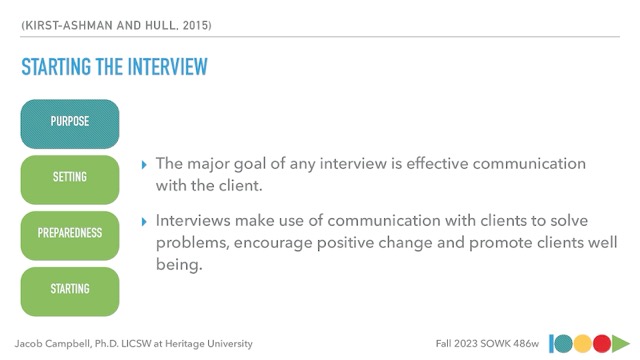 (KIRST-ASHMAN AND HULL, 2015)
STARTING THE INTERVIEW
PURPOSE
SETTING
PREPAREDNESS
STARTING
▸ The major goal of any interview is effective communication
with the client.
▸ Interviews make use of communication with clients to solve
problems, encourage positive change and promote clients well
being.
Jacob Campbell, Ph.D. LICSW at Heritage University
Fall 2023 SOWK 486w